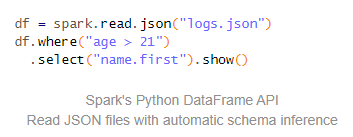 df = spark.read.json("logs.json")
df.where("age > 21")
  .select("name.first").show()
Spark's Python DataFrame API
Read JSON files with automatic schema inference